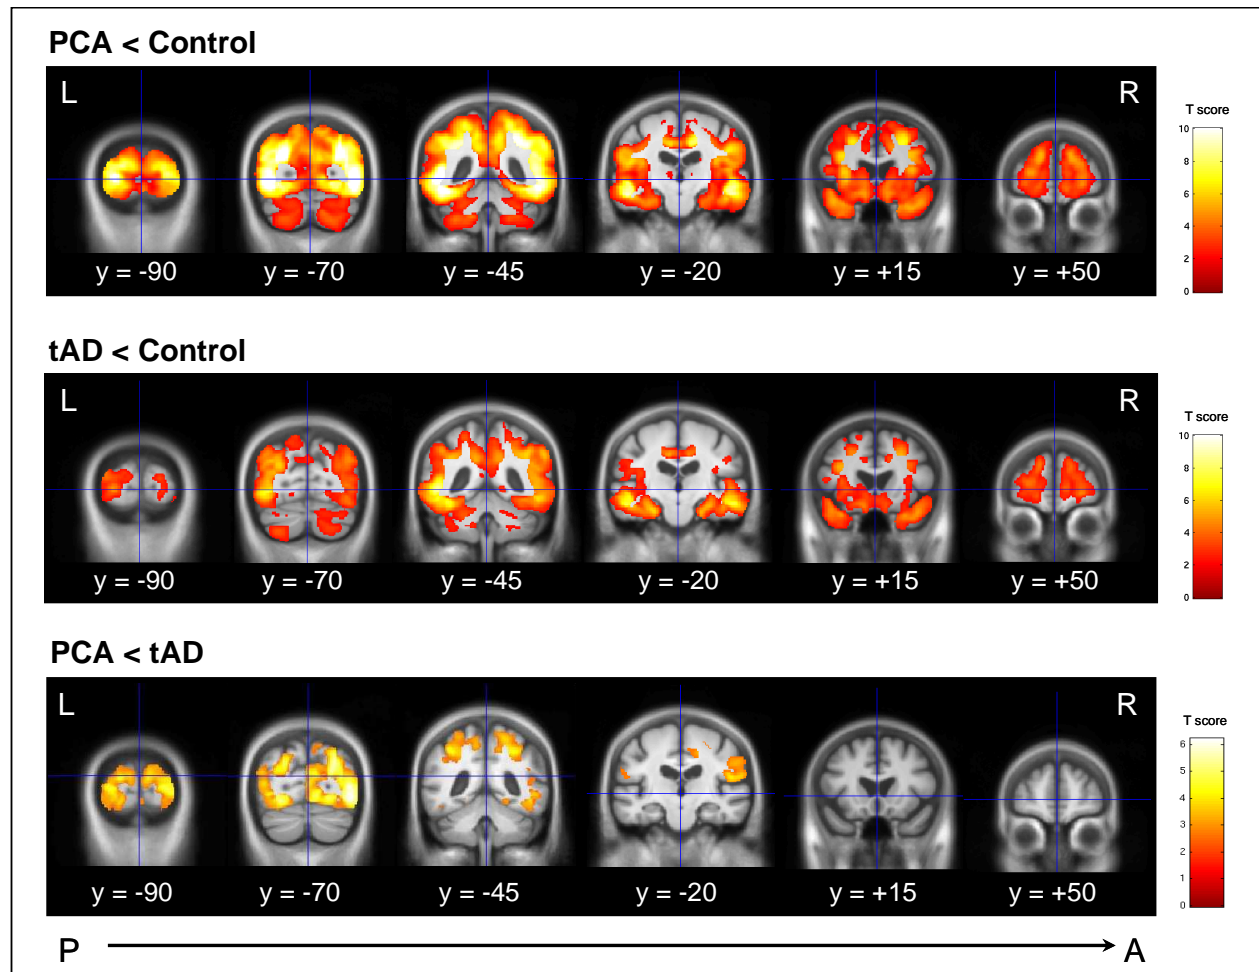 PCA < Control
L
R
T score
10
8
6
4
2
0
y = -90 y = -70 y = -45 y = -20 y = +15 y = +50
tAD < Control
L
R
T score
10
8
6
4
2
0
y = -90 y = -70 y = -45 y = -20 y = +15 y = +50
PCA < tAD
L
R
T score
6
5
4
3
2
1
0
y = -90 y = -70 y = -45 y = -20 y = +15 y = +50
P A